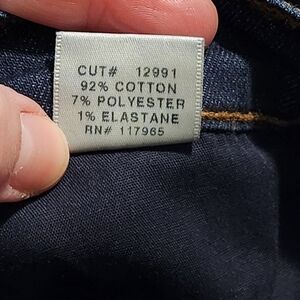 CUT# 12991
92% COTTON
7% POLYESTER
1% ELASTANE
RN# 117965